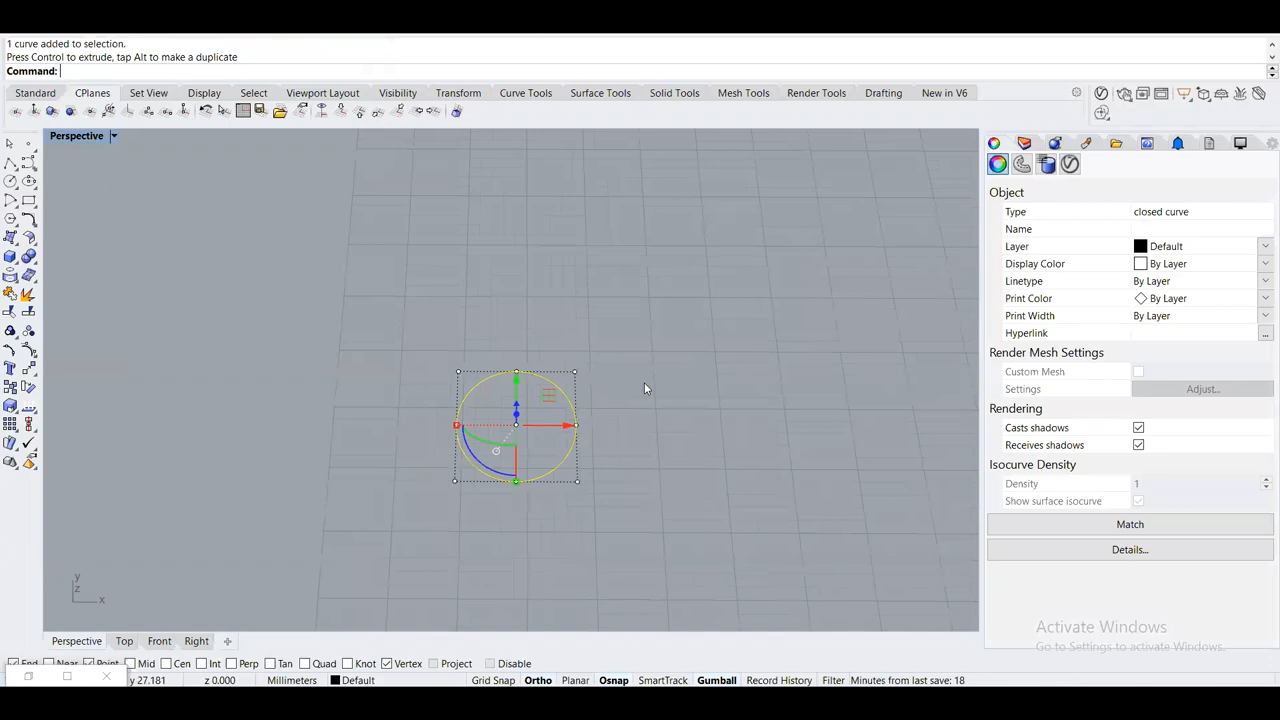 1 curve added to selection.
Press Control to extrude, tap Alt to make a duplicate
Command:
Standard CPlanes Set View Display Select Viewport Layout Visibility Transform Curve Tools Surface Tools Solid Tools Mesh Tools Render Tools Drafting New in V6
Perspective
Object
Type closed curve
Name
Layer Default
Display Color By Layer
Linetype By Layer
Print Color By Layer
Print Width By Layer
Hyperlink ...
Render Mesh Settings
Custom Mesh
Settings Adjust...
Rendering
Casts shadows
Receives shadows
Isocurve Density
Density 1
Show surface isocurve
Match
Details...
y
z
x
Activate Windows
Go to Settings to activate Windows.
Perspective Top Front Right
End Near Point Mid Cen Int Perp Tan Quad Knot Vertex Project Disable
y 27.181 z 0.000 Millimeters Default Grid Snap Ortho Planar Osnap SmartTrack Gumball Record History Filter Minutes from last save: 18